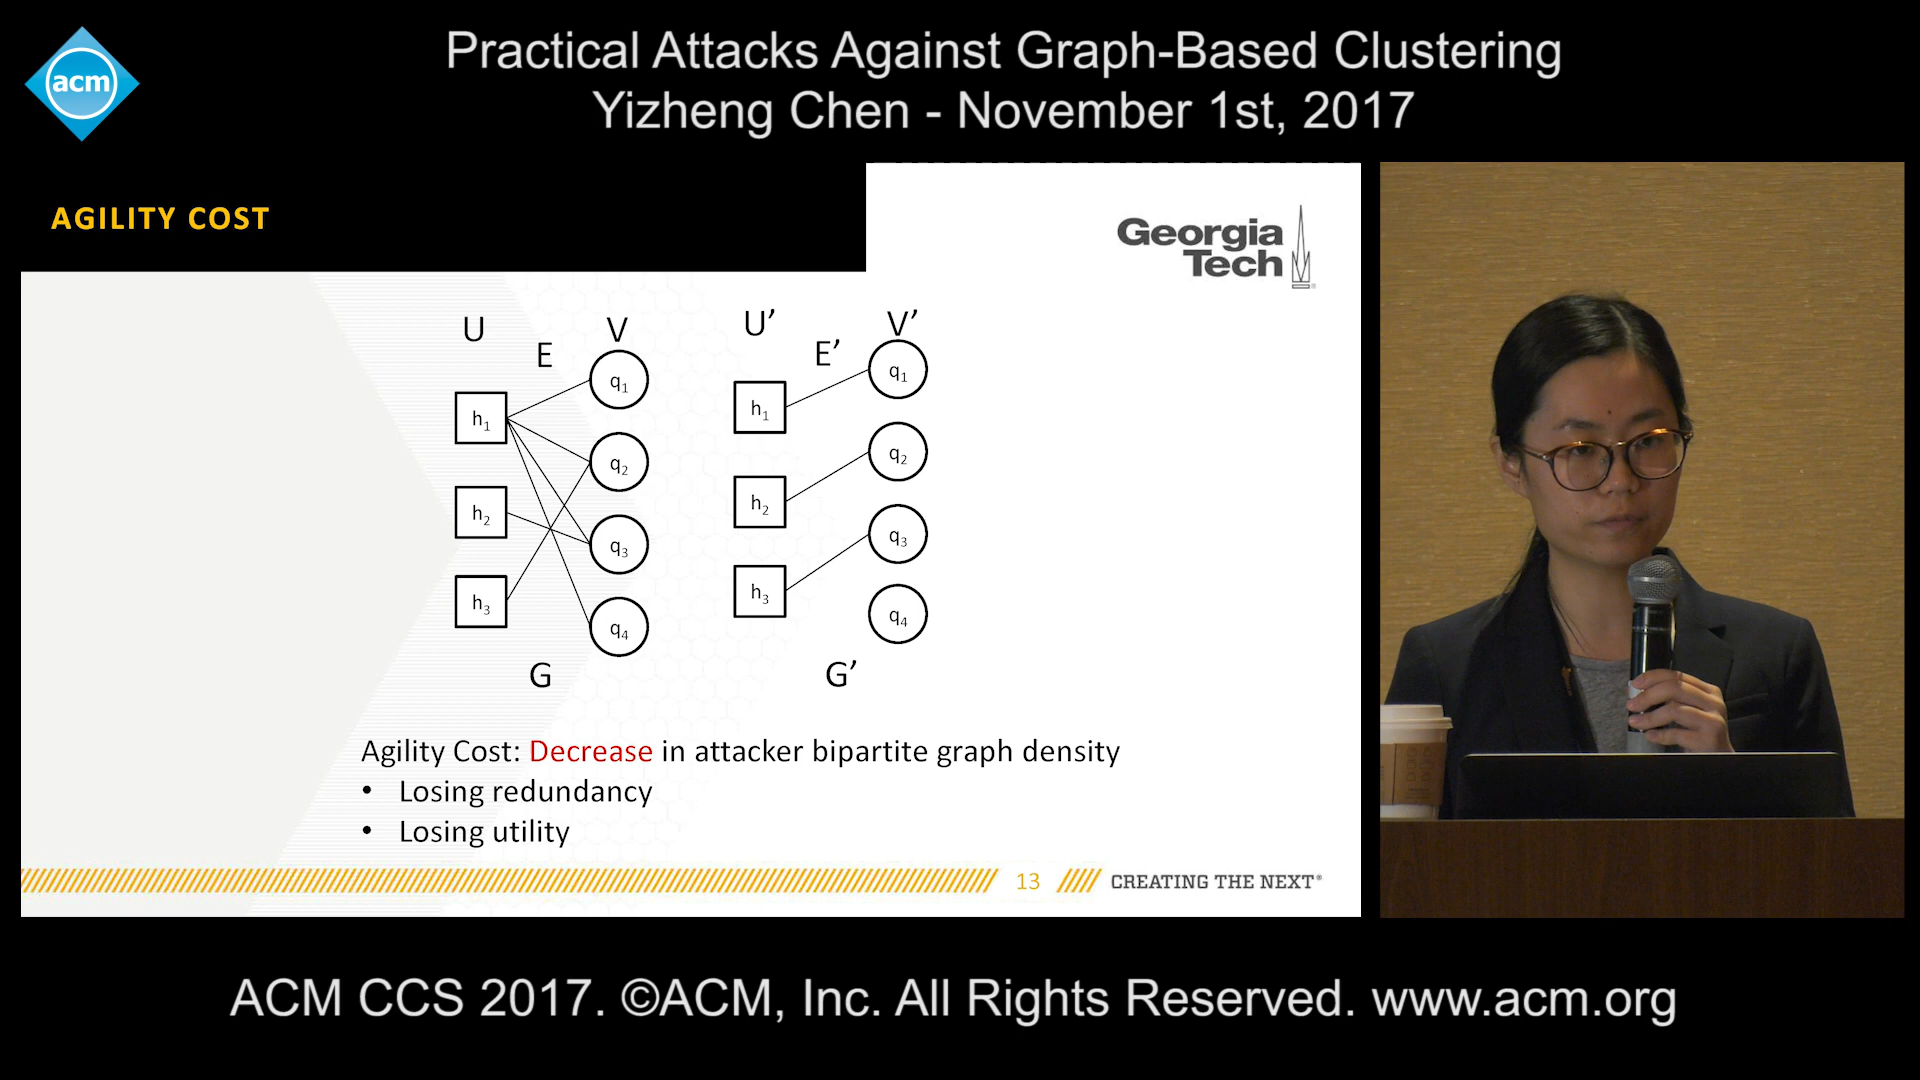 acm
Practical Attacks Against Graph-Based Clustering
Yizheng Chen - November 1st, 2017
AGILITY COST
Georgia
Tech
U
E
V
h1
h2
h3
q1
q2
q3
q4
G
U’
E’
V’
h1
h2
h3
q1
q2
q3
q4
G’
Agility Cost: Decrease in attacker bipartite graph density
• Losing redundancy
• Losing utility
13
CREATING THE NEXT®
ACM CCS 2017. ©ACM, Inc. All Rights Reserved. www.acm.org